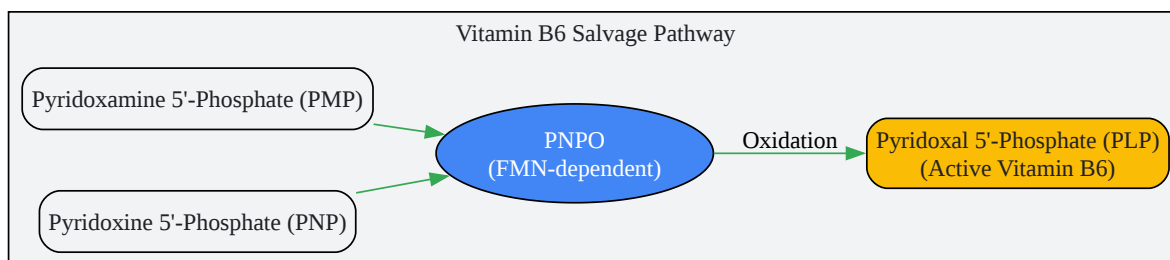 Vitamin B6 Salvage Pathway
Pyridoxamine 5'-Phosphate (PMP)
Pyridoxine 5'-Phosphate (PNP)
PNPO
(FMN-dependent)
Oxidation
Pyridoxal 5'-Phosphate (PLP)
(Active Vitamin B6)